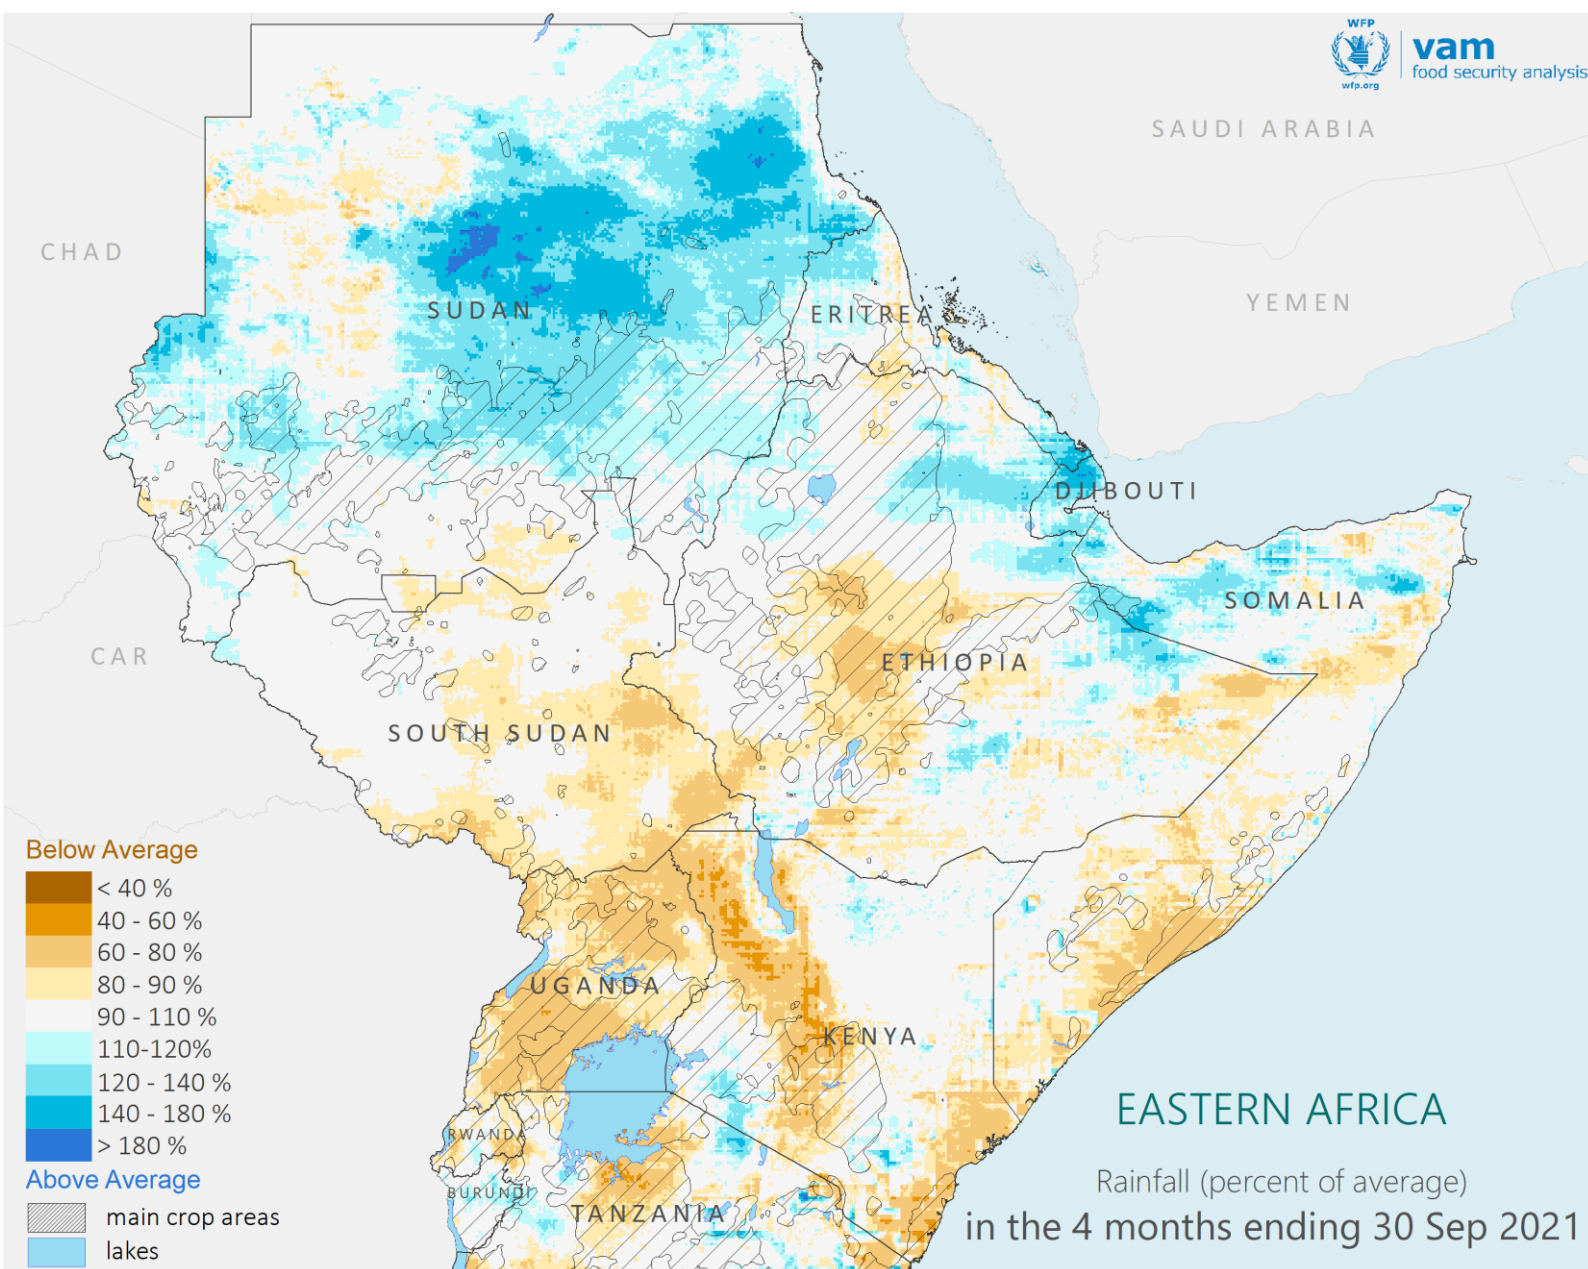 WFP
vam
food security analysis
wfp.org
SAUDI ARABIA
CHAD
YEMEN
SUDAN
ERITREA
DJIBOUTI
SOMALIA
CAR
ETHIOPIA
SOUTH SUDAN
UGANDA
KENYA
RWANDA
BURUNDI
TANZANIA
Below Average
< 40 %
40 - 60 %
60 - 80 %
80 - 90 %
90 - 110 %
110-120%
120 - 140 %
140 - 180 %
> 180 %
Above Average
main crop areas
lakes
EASTERN AFRICA
Rainfall (percent of average)
in the 4 months ending 30 Sep 2021